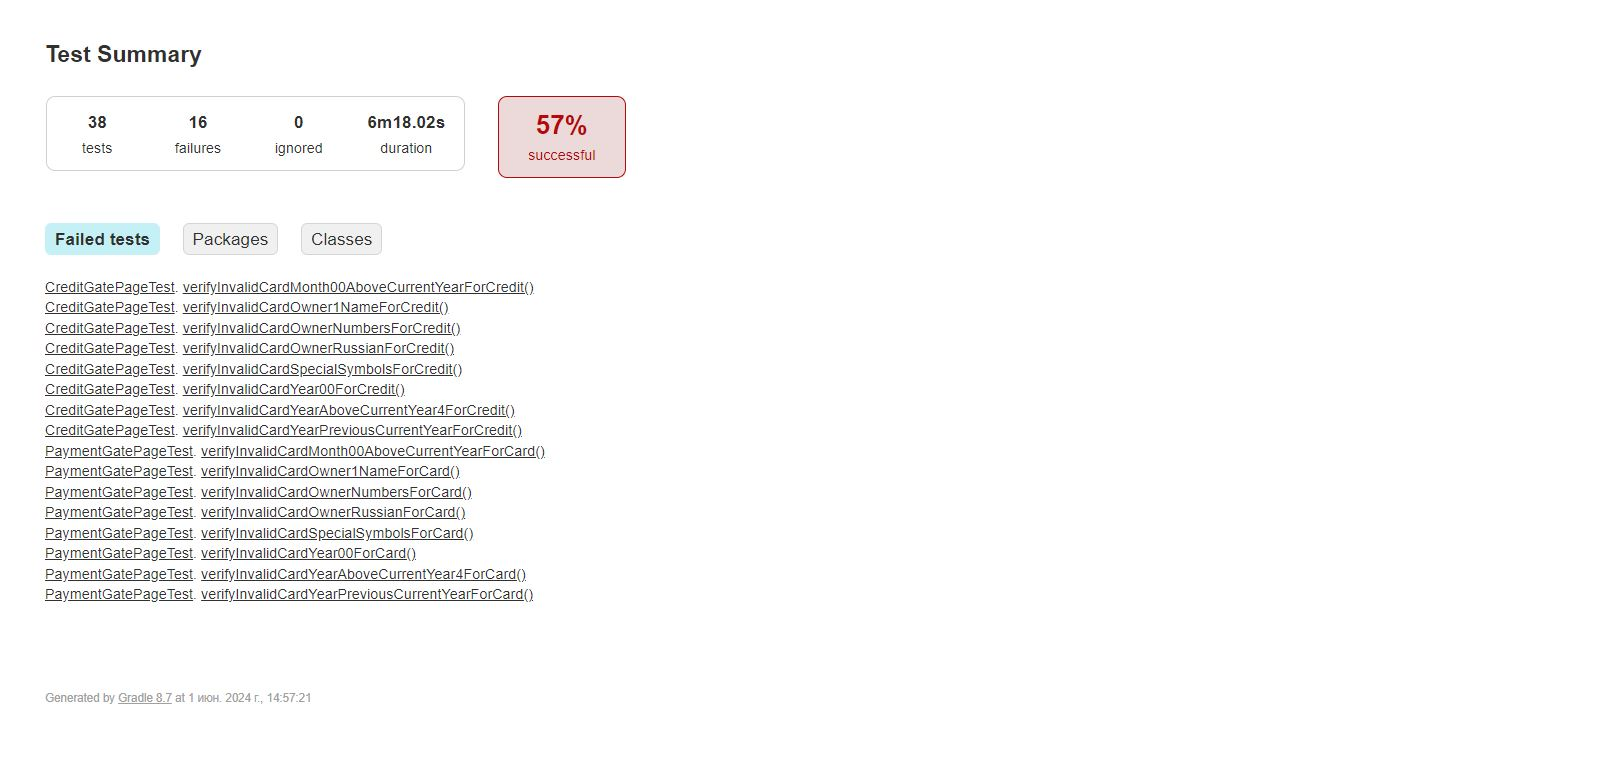 Test Summary
38 16 0 6m18.02s
tests failures ignored duration
57%
successful
Failed tests Packages Classes
CreditGatePageTest. verifyInvalidCardMonth00AboveCurrentYearForCredit()
CreditGatePageTest. verifyInvalidCardOwner1NameForCredit()
CreditGatePageTest. verifyInvalidCardOwnerNumbersForCredit()
CreditGatePageTest. verifyInvalidCardOwnerRussianForCredit()
CreditGatePageTest. verifyInvalidCardSpecialSymbolsForCredit()
CreditGatePageTest. verifyInvalidCardYear00ForCredit()
CreditGatePageTest. verifyInvalidCardYearAboveCurrentYear4ForCredit()
CreditGatePageTest. verifyInvalidCardYearPreviousCurrentYearForCredit()
PaymentGatePageTest. verifyInvalidCardMonth00AboveCurrentYearForCard()
PaymentGatePageTest. verifyInvalidCardOwner1NameForCard()
PaymentGatePageTest. verifyInvalidCardOwnerNumbersForCard()
PaymentGatePageTest. verifyInvalidCardOwnerRussianForCard()
PaymentGatePageTest. verifyInvalidCardSpecialSymbolsForCard()
PaymentGatePageTest. verifyInvalidCardYear00ForCard()
PaymentGatePageTest. verifyInvalidCardYearAboveCurrentYear4ForCard()
PaymentGatePageTest. verifyInvalidCardYearPreviousCurrentYearForCard()
Generated by Gradle 8.7 at 1 июн. 2024 г., 14:57:21